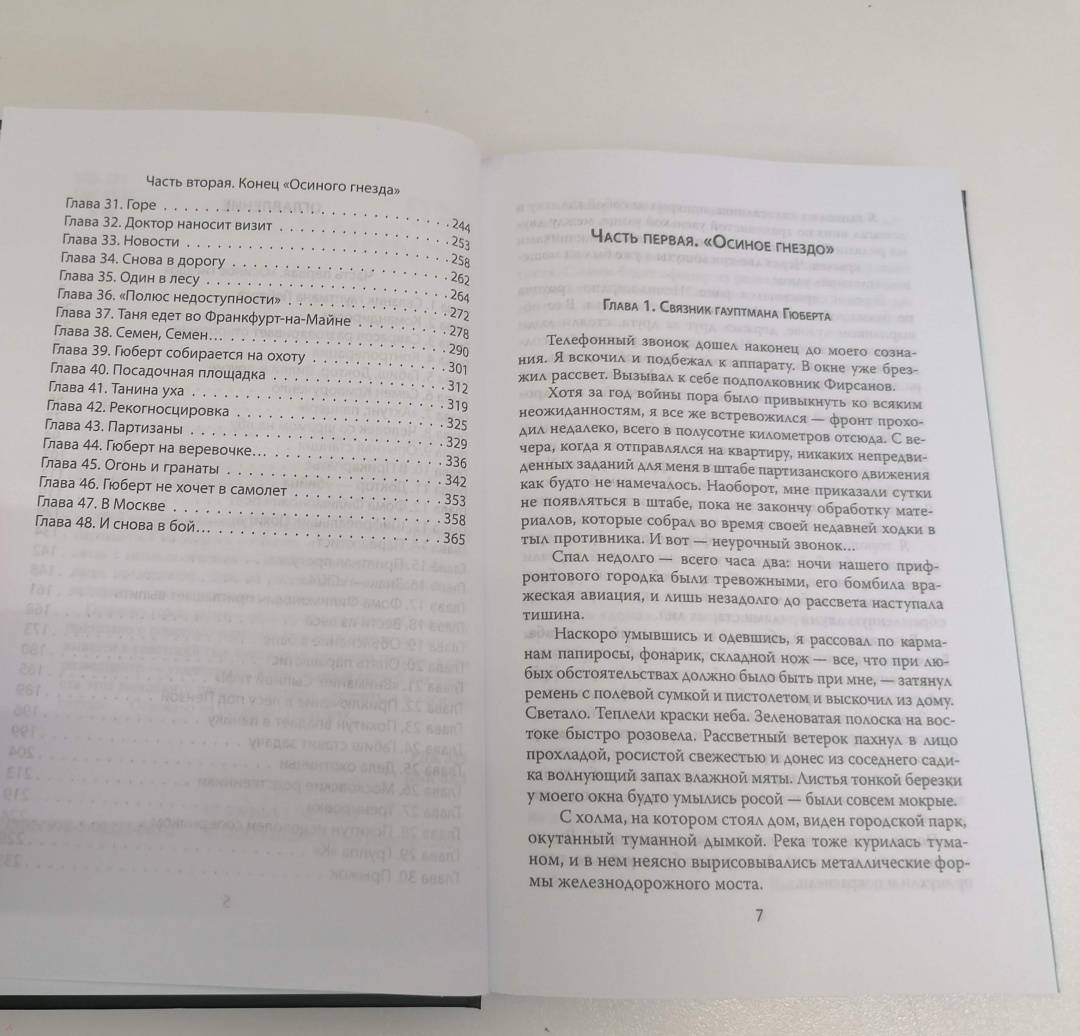 Часть вторая. Конец «Осиного гнезда»
Глава 31. Горе . . . . . . . . . . . . . . . . . . . . . . . . 244
Глава 32. Доктор наносит визит . . . . . . . . . . . . . . . . 253
Глава 33. Новости . . . . . . . . . . . . . . . . . . . . . . 258
Глава 34. Снова в дорогу . . . . . . . . . . . . . . . . . . . 262
Глава 35. Один в лесу . . . . . . . . . . . . . . . . . . . . 264
Глава 36. «Полюс недоступности» . . . . . . . . . . . . . . . 272
Глава 37. Таня едет во Франкфурт-на-Майне . . . . . . . . . . 278
Глава 38. Семен, Семен… . . . . . . . . . . . . . . . . . . . 290
Глава 39. Гюберт собирается на охоту . . . . . . . . . . . . . 301
Глава 40. Посадочная площадка . . . . . . . . . . . . . . . . 312
Глава 41. Танина уха . . . . . . . . . . . . . . . . . . . . . 319
Глава 42. Рекогносцировка . . . . . . . . . . . . . . . . . . 325
Глава 43. Партизаны . . . . . . . . . . . . . . . . . . . . . 329
Глава 44. Гюберт на веревочке… . . . . . . . . . . . . . . . . 336
Глава 45. Огонь и гранаты . . . . . . . . . . . . . . . . . . 342
Глава 46. Гюберт не хочет в самолет . . . . . . . . . . . . . 353
Глава 47. В Москве . . . . . . . . . . . . . . . . . . . . . . 358
Глава 48. И снова в бой… . . . . . . . . . . . . . . . . . . . 365
Часть первая. «Осиное гнездо»
Глава 1. Связник гауптмана Гюберта
Телефонный звонок дошел наконец до моего созна-
ния. Я вскочил и подбежал к аппарату. В окне уже брез-
жил рассвет. Вызывал к себе подполковник Фирсанов.
Хотя за год войны пора было привыкнуть ко всяким
неожиданностям, я все же встревожился — фронт прохо-
дил недалеко, всего в полусотне километров отсюда. С ве-
чера, когда я отправлялся на квартиру, никаких непредви-
денных заданий для меня в штабе партизанского движения
как будто не намечалось. Наоборот, мне приказали сутки
не появляться в штабе, пока не закончу обработку мате-
риалов, которые собрал во время своей недавней ходки в
тыл противника. И вот — неурочный звонок…
Спал недолго — всего часа два: ночи нашего приф-
ронтового городка были тревожными, его бомбила вра-
жеская авиация, и лишь незадолго до рассвета наступала
тишина.
Наскоро умывшись и одевшись, я рассовал по карма-
нам папиросы, фонарик, складной нож — все, что при лю-
бых обстоятельствах должно было быть при мне, — затянул
ремень с полевой сумкой и пистолетом и выскочил из дому.
Светало. Теплели краски неба. Зеленоватая полоска на вос-
токе быстро розовела. Рассветный ветерок пахнул в лицо
прохладой, росистой свежестью и донес из соседнего сади-
ка волнующий запах влажной мяты. Листья тонкой березки
у моего окна будто умылись росой — были совсем мокрые.
С холма, на котором стоял дом, виден городской парк,
окутанный туманной дымкой. Река тоже курилась тума-
ном, и в нем неясно вырисовывались металлические фор-
мы железнодорожного моста.
7